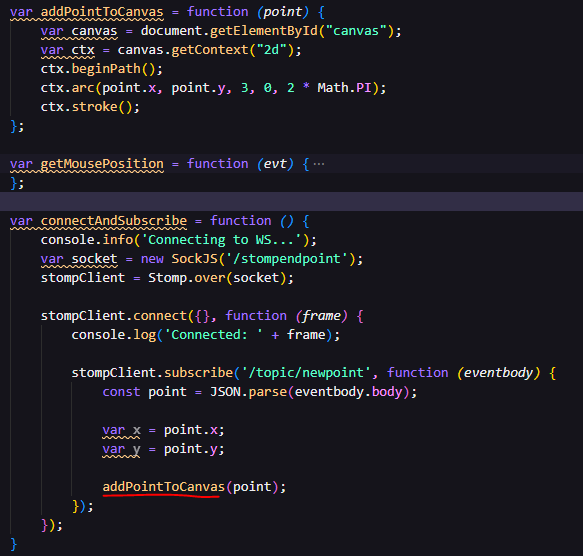 var addPointToCanvas = function (point) {
    var canvas = document.getElementById("canvas");
    var ctx = canvas.getContext("2d");
    ctx.beginPath();
    ctx.arc(point.x, point.y, 3, 0, 2 * Math.PI);
    ctx.stroke();
};

var getMousePosition = function (evt) { ⋯
};

var connectAndSubscribe = function () {
    console.info('Connecting to WS...');
    var socket = new SockJS('/stompendpoint');
    stompClient = Stomp.over(socket);

    stompClient.connect({}, function (frame) {
        console.log('Connected: ' + frame);

        stompClient.subscribe('/topic/newpoint', function (eventbody) {
            const point = JSON.parse(eventbody.body);

            var x = point.x;
            var y = point.y;

            addPointToCanvas(point);
        });
    });
}